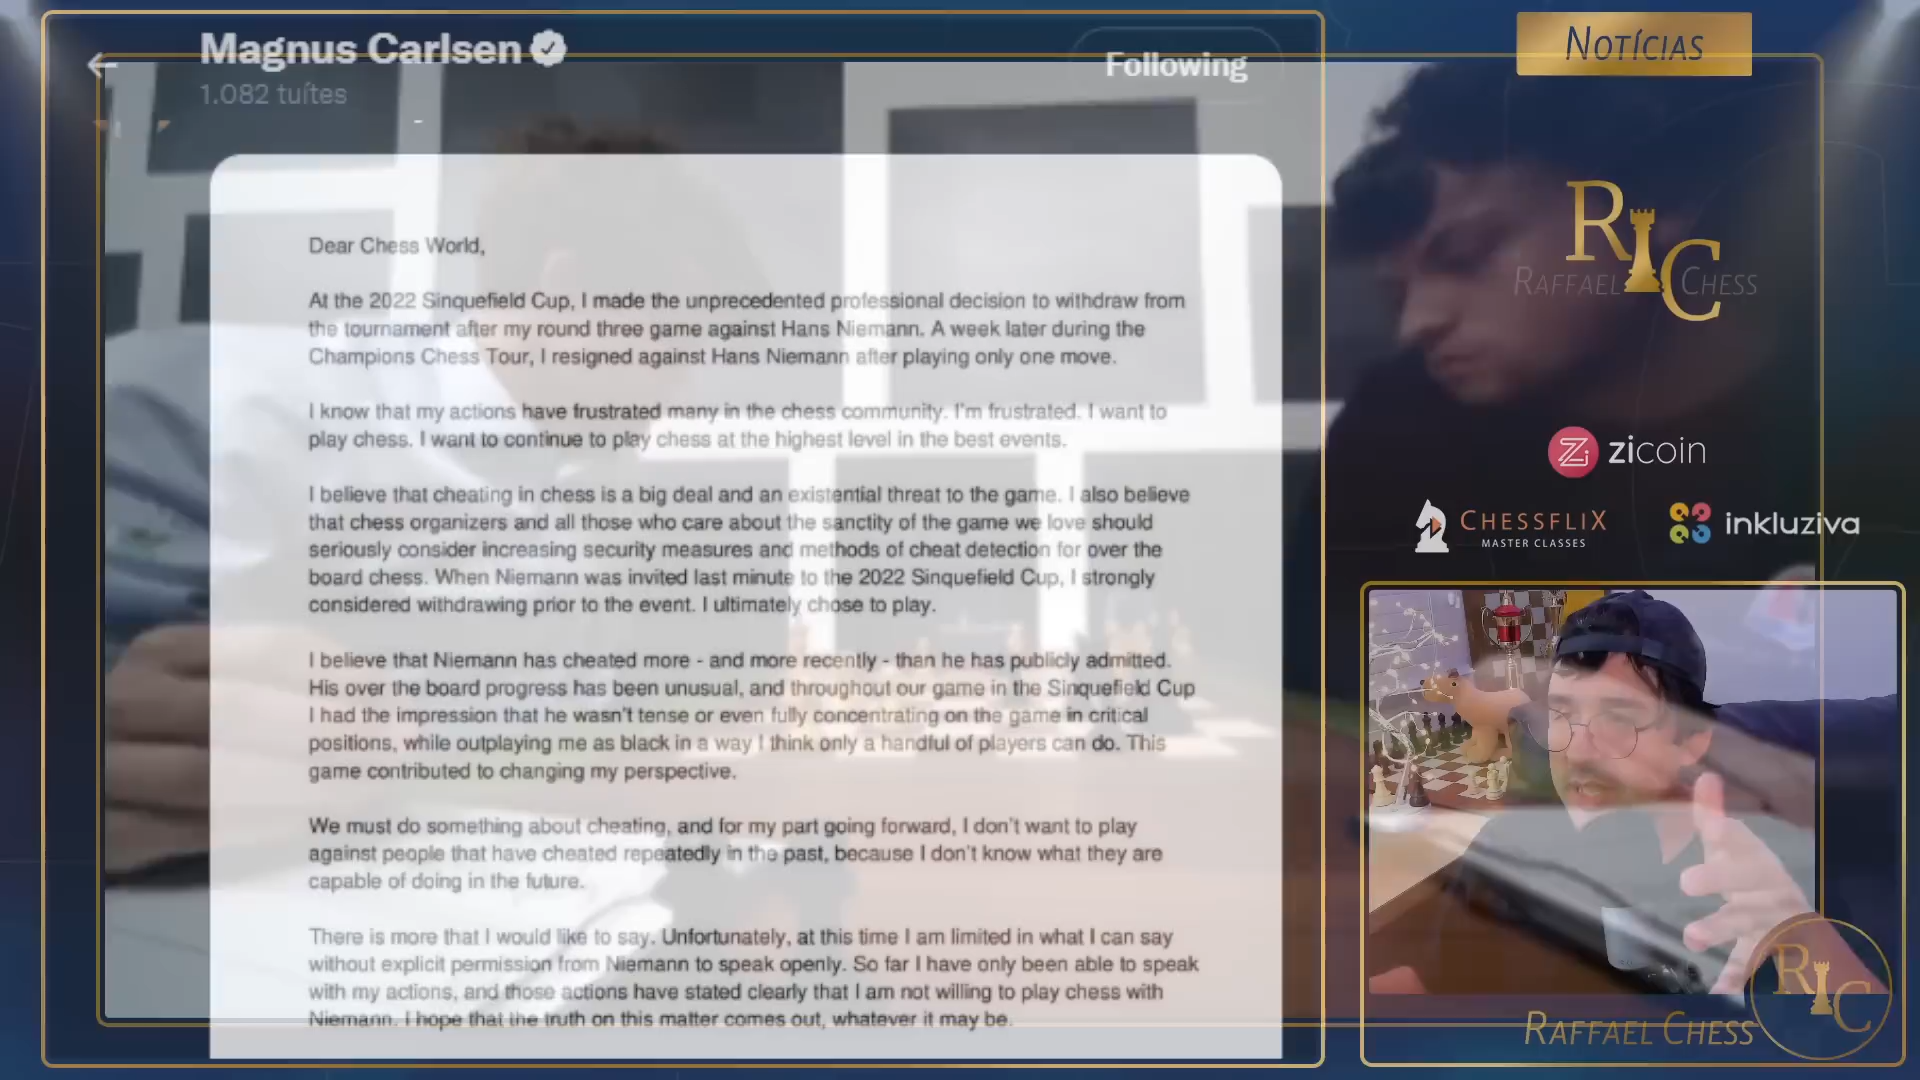 Magnus Carlsen
1.082 tuítes
Following
Dear Chess World,
At the 2022 Sinquefield Cup, I made the unprecedented professional decision to withdraw from
the tournament after my round three game against Hans Niemann. A week later during the
Champions Chess Tour, I resigned against Hans Niemann after playing only one move.
I know that my actions have frustrated many in the chess community. I'm frustrated. I want to
play chess. I want to continue to play chess at the highest level in the best events.
I believe that cheating in chess is a big deal and an existential threat to the game. I also believe
that chess organizers and all those who care about the sanctity of the game we love should
seriously consider increasing security measures and methods of cheat detection for over the
board chess. When Niemann was invited last minute to the 2022 Sinquefield Cup, I strongly
considered withdrawing prior to the event. I ultimately chose to play.
I believe that Niemann has cheated more - and more recently - than he has publicly admitted.
His over the board progress has been unusual, and throughout our game in the Sinquefield Cup
I had the impression that he wasn't tense or even fully concentrating on the game in critical
positions, while outplaying me as black in a way I think only a handful of players can do. This
game contributed to changing my perspective.
We must do something about cheating, and for my part going forward, I don't want to play
against people that have cheated repeatedly in the past, because I don't know what they are
capable of doing in the future.
There is more that I would like to say. Unfortunately, at this time I am limited in what I can say
without explicit permission from Niemann to speak openly. So far I have only been able to speak
with my actions, and those actions have stated clearly that I am not willing to play chess with
Niemann. I hope that the truth on this matter comes out, whatever it may be.
NOTÍCIAS
R C
RAFFAEL CHESS
Zi zicoin
CHESSFLIX
MASTER CLASSES
inkluziva
RAFFAEL CHESS
R C